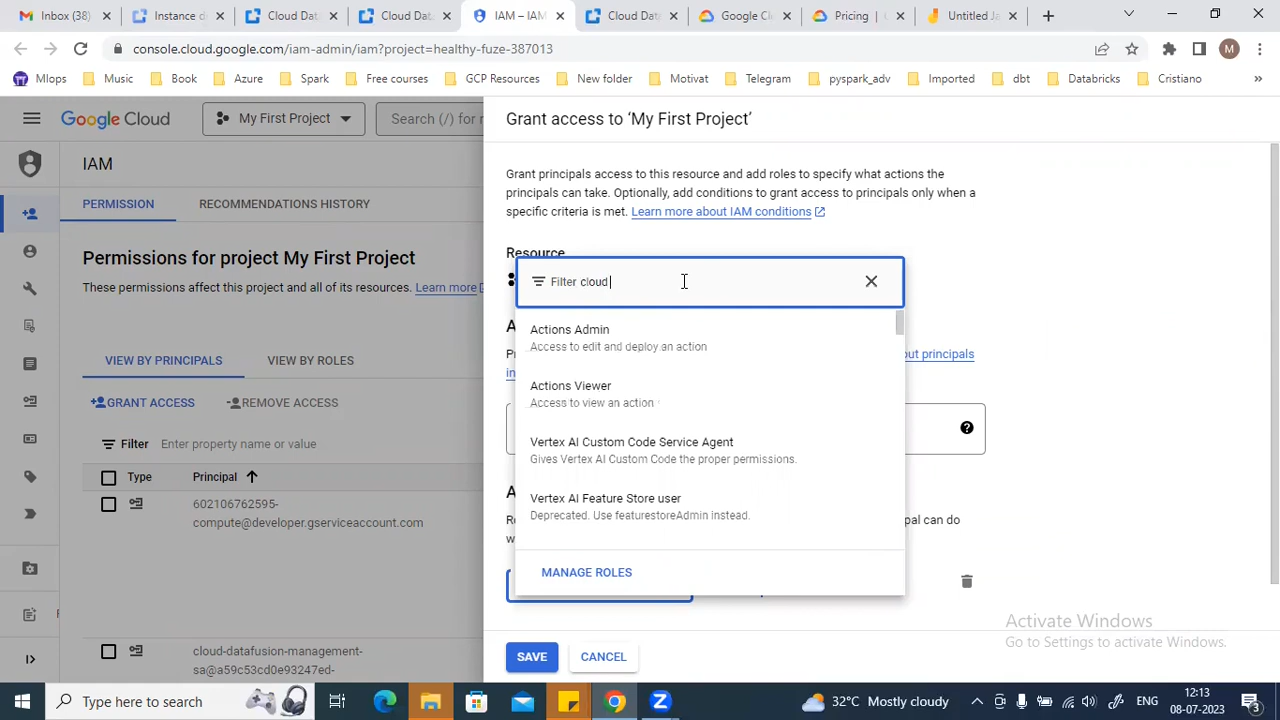 Inbox (38)
Instance d
Cloud Data
Cloud Data
IAM – IAM
Cloud Data
Google Cl
Pricing | G
Untitled Ja
console.cloud.google.com/iam-admin/iam?project=healthy-fuze-387013
M
Mlops
Music
Book
Azure
Spark
Free courses
GCP Resources
New folder
Motivat
Telegram
pyspark_adv
Imported
dbt
Databricks
Cristiano
»
Google Cloud
My First Project
Search (/) for r
IAM
PERMISSION
RECOMMENDATIONS HISTORY
Permissions for project My First Project
These permissions affect this project and all of its resources. Learn more
VIEW BY PRINCIPALS
VIEW BY ROLES
GRANT ACCESS
REMOVE ACCESS
Filter Enter property name or value
Type
Principal
602106762595-
compute@developer.gserviceaccount.com
cloud-datafusion-management-
sa@a59c53cd0e93247ed-
Grant access to ‘My First Project’
Grant principals access to this resource and add roles to specify what actions the
principals can take. Optionally, add conditions to grant access to principals only when a
specific criteria is met. Learn more about IAM conditions
Resource
Filter cloud
Actions Admin
Access to edit and deploy an action
Actions Viewer
Access to view an action
Vertex AI Custom Code Service Agent
Gives Vertex AI Custom Code the proper permissions.
Vertex AI Feature Store user
Deprecated. Use featurestoreAdmin instead.
MANAGE ROLES
out principals
in
pal can do
SAVE
CANCEL
Activate Windows
Go to Settings to activate Windows.
Type here to search
32°C Mostly cloudy
ENG
12:13
08-07-2023
3